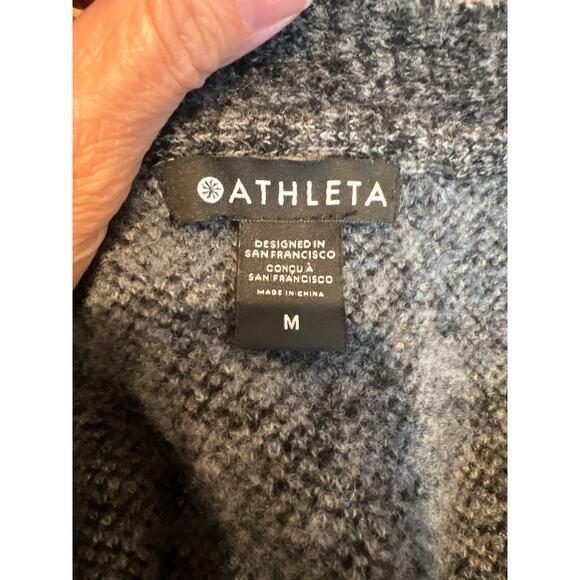 ATHLETA
DESIGNED IN
SAN FRANCISCO
CONÇU À
SAN FRANCISCO
MADE IN CHINA
M